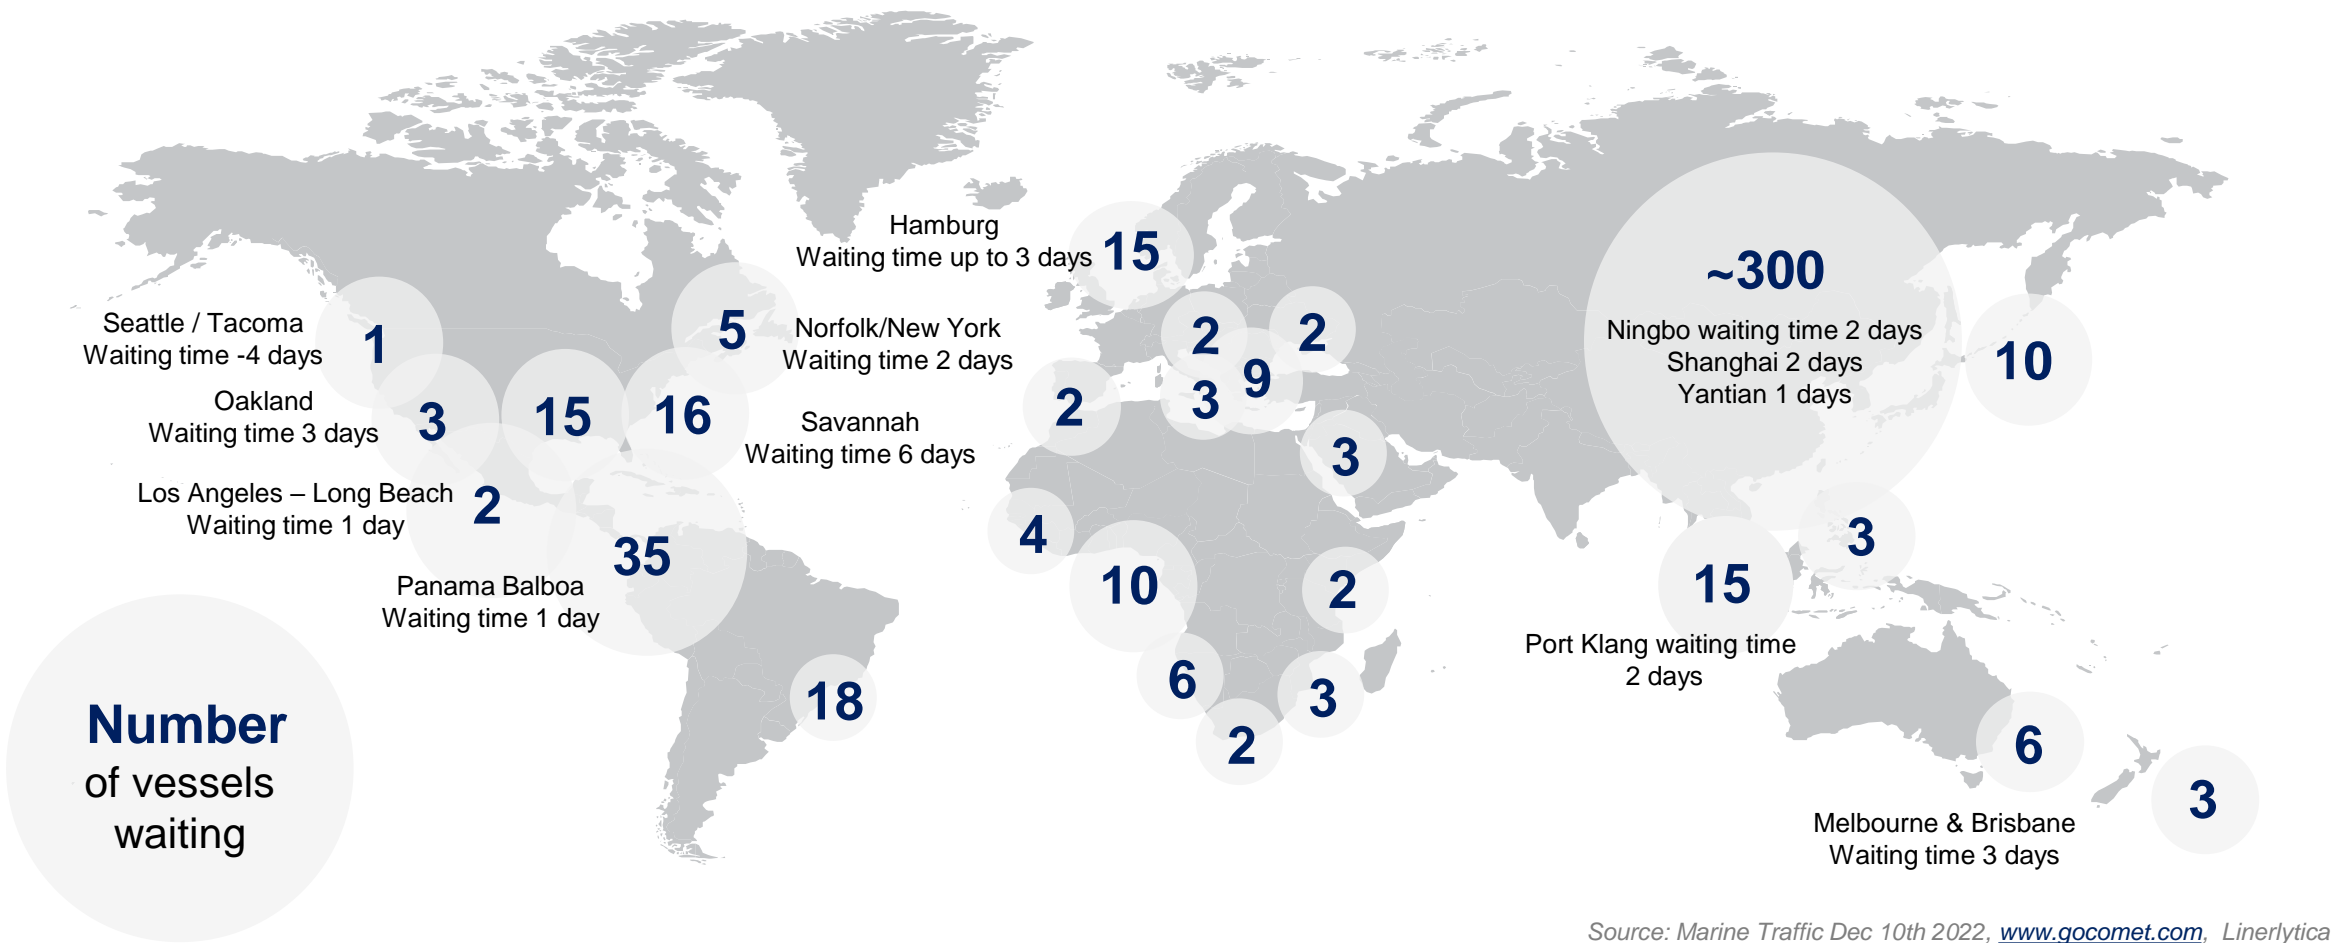 Hamburg
Waiting time up to 3 days
15
~300
Ningbo waiting time 2 days
Shanghai 2 days
Yantian 1 days
10
Seattle / Tacoma
Waiting time -4 days
1
5
Norfolk/New York
Waiting time 2 days
2
2
9
3
2
Oakland
Waiting time 3 days
3
15
16
Savannah
Waiting time 6 days
3
Los Angeles – Long Beach
Waiting time 1 day
2
35
Panama Balboa
Waiting time 1 day
4
10
2
15
3
Port Klang waiting time
2 days
18
6
3
2
6
3
Melbourne & Brisbane
Waiting time 3 days
Number
of vessels
waiting
Source: Marine Traffic Dec 10th 2022, www.gocomet.com, Linerlytica